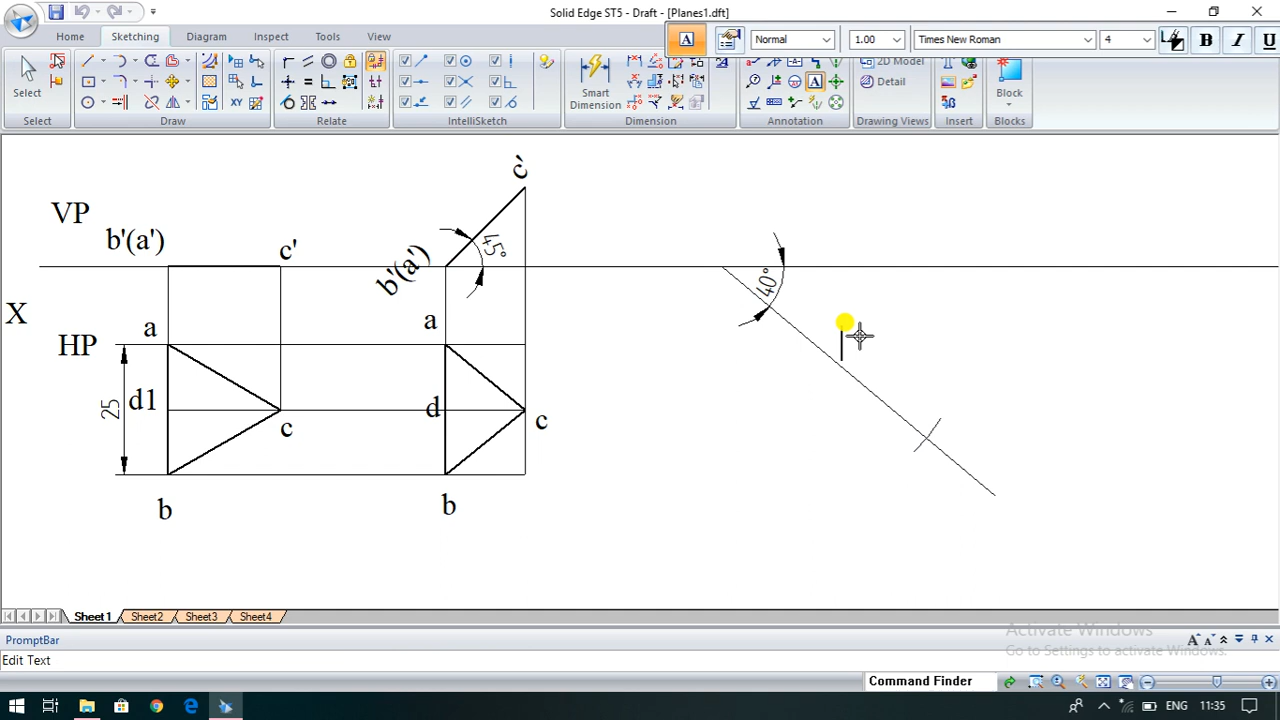 Solid Edge ST5 - Draft - [Planes1.dft]
Home
Sketching
Diagram
Inspect
Tools
View
A
Normal
1.00
Times New Roman
4
B
I
U
Select
Smart
Dimension
2D Model
Detail
Block
Select
Draw
Relate
IntelliSketch
Dimension
Annotation
Drawing Views
Insert
Blocks
c`
VP
b'(a')
c'
45°
b'(a')
40°
X
a
a
HP
25
d1
d
c
c
b
b
Sheet1
Sheet2
Sheet3
Sheet4
Activate Windows
PromptBar
Go to Settings to activate Windows.
Edit Text
Command Finder
ENG
11:35